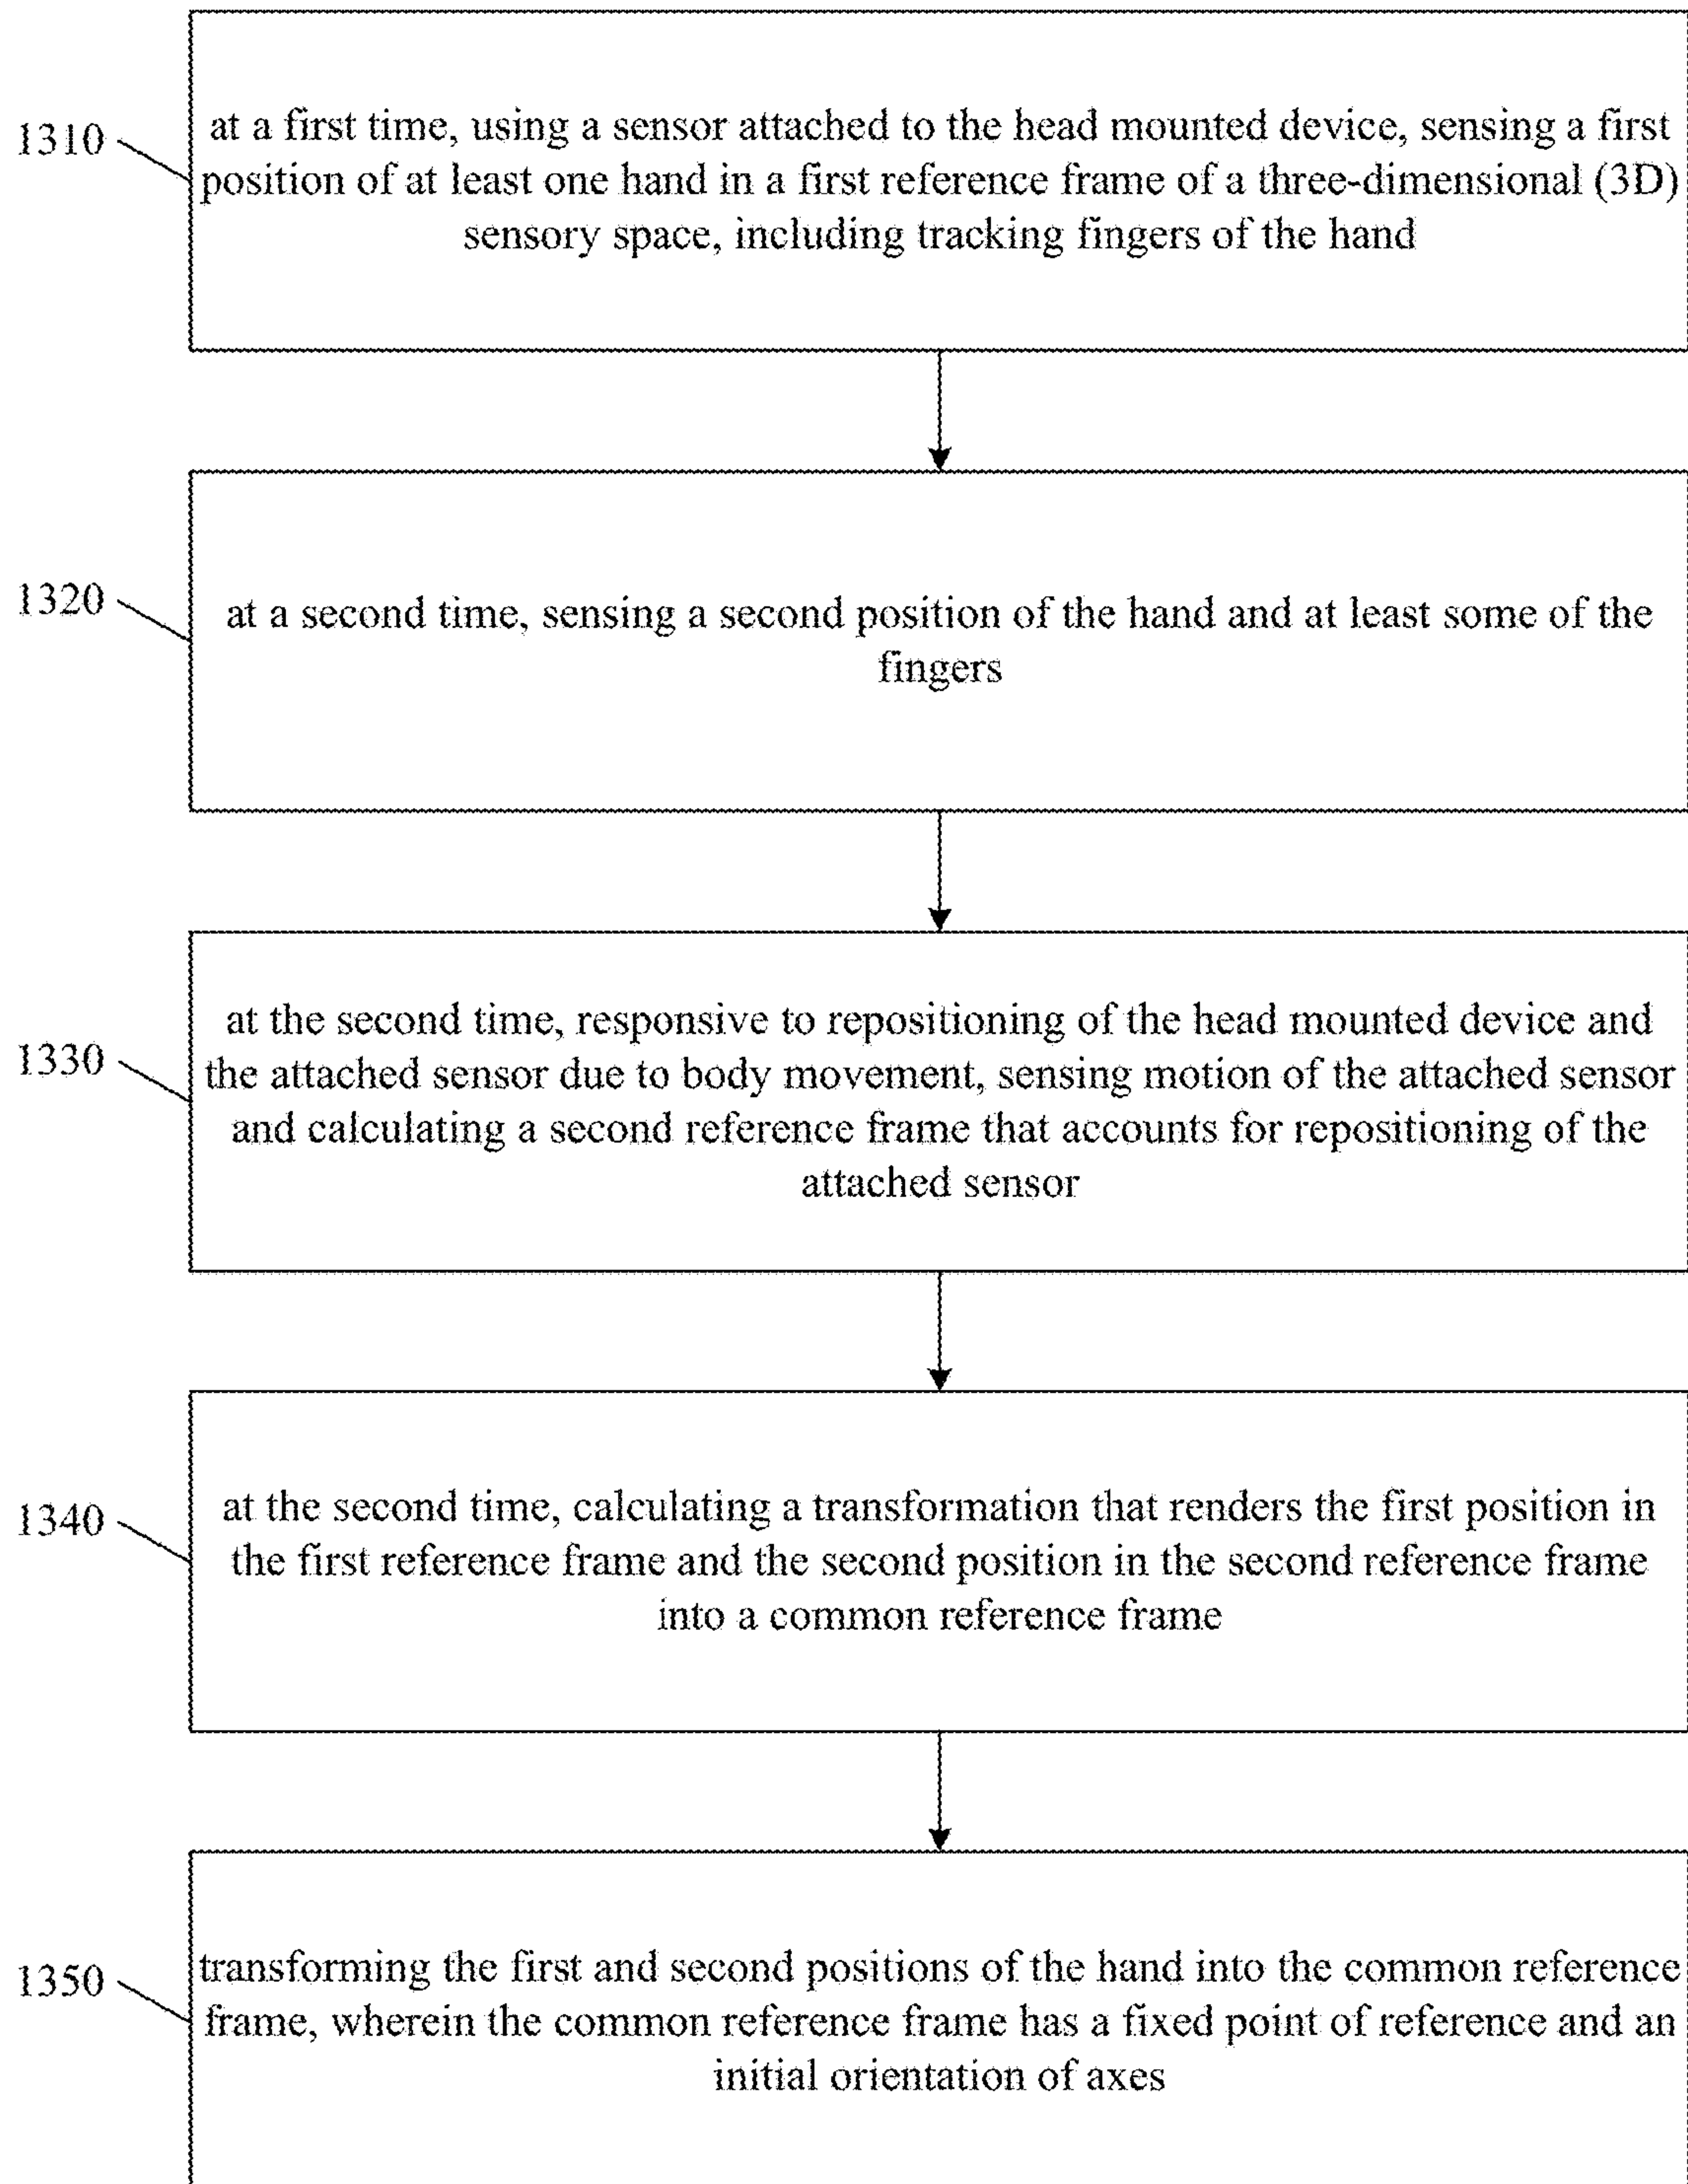 1310
at a first time, using a sensor attached to the head mounted device, sensing a first
position of at least one hand in a first reference frame of a three-dimensional (3D)
sensory space, including tracking fingers of the hand
1320
at a second time, sensing a second position of the hand and at least some of the
fingers
1330
at the second time, responsive to repositioning of the head mounted device and
the attached sensor due to body movement, sensing motion of the attached sensor
and calculating a second reference frame that accounts for repositioning of the
attached sensor
1340
at the second time, calculating a transformation that renders the first position in
the first reference frame and the second position in the second reference frame
into a common reference frame
1350
transforming the first and second positions of the hand into the common reference
frame, wherein the common reference frame has a fixed point of reference and an
initial orientation of axes